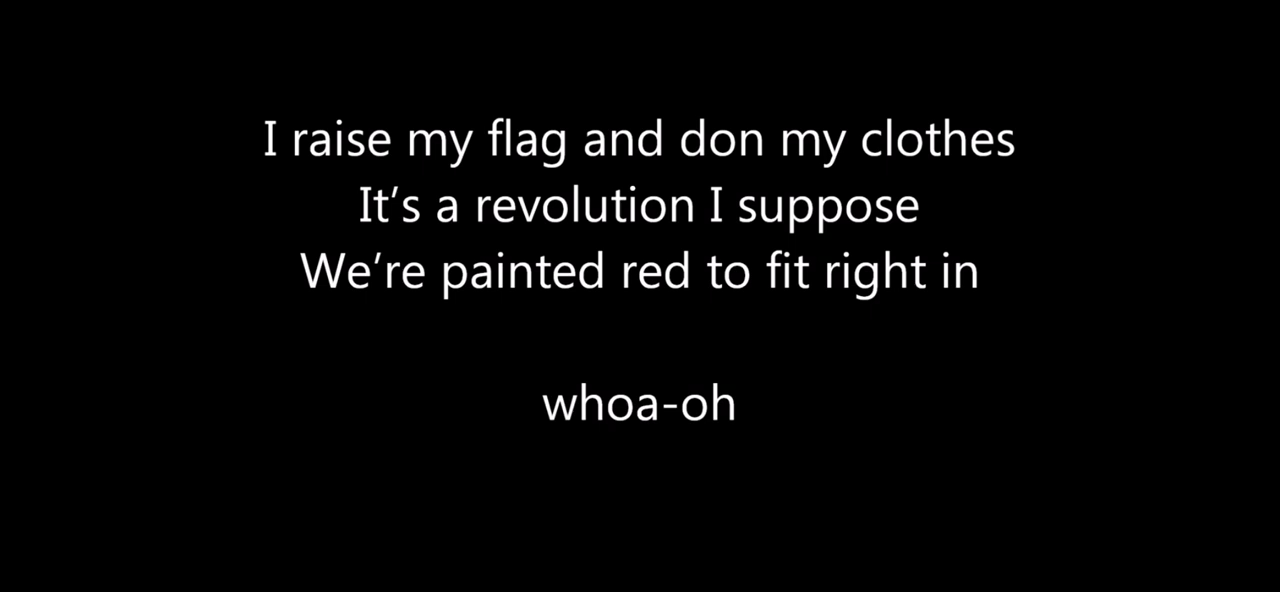 I raise my flag and don my clothes
It’s a revolution I suppose
We’re painted red to fit right in
whoa-oh